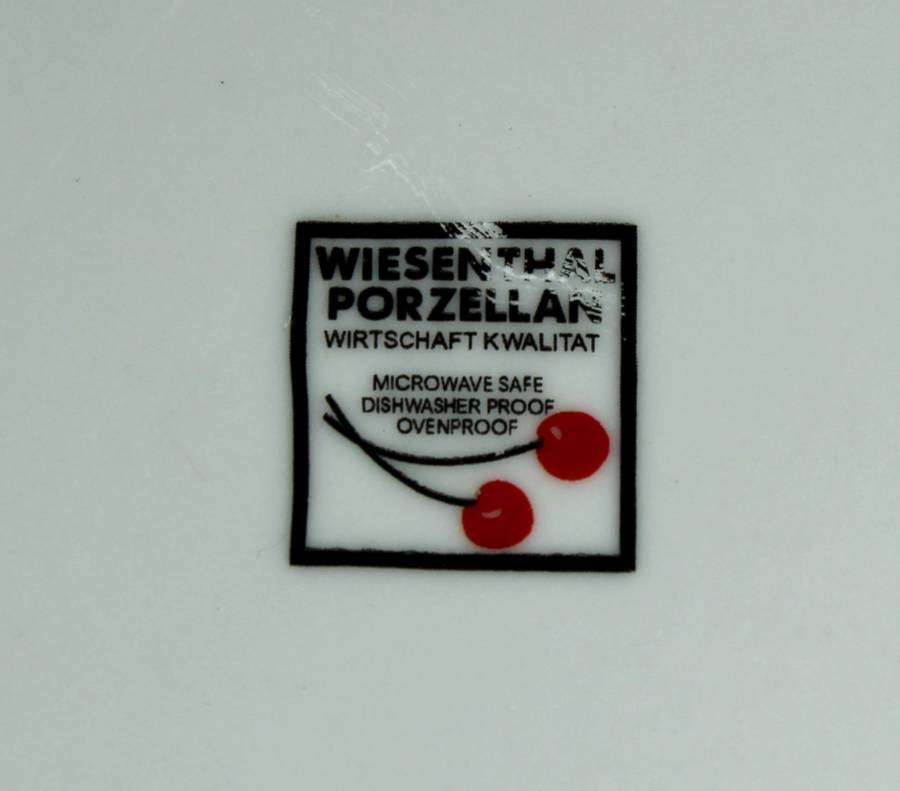 WIESENTHAL
PORZELLAN
WIRTSCHAFT KWALITAT
MICROWAVE SAFE
DISHWASHER PROOF
OVENPROOF